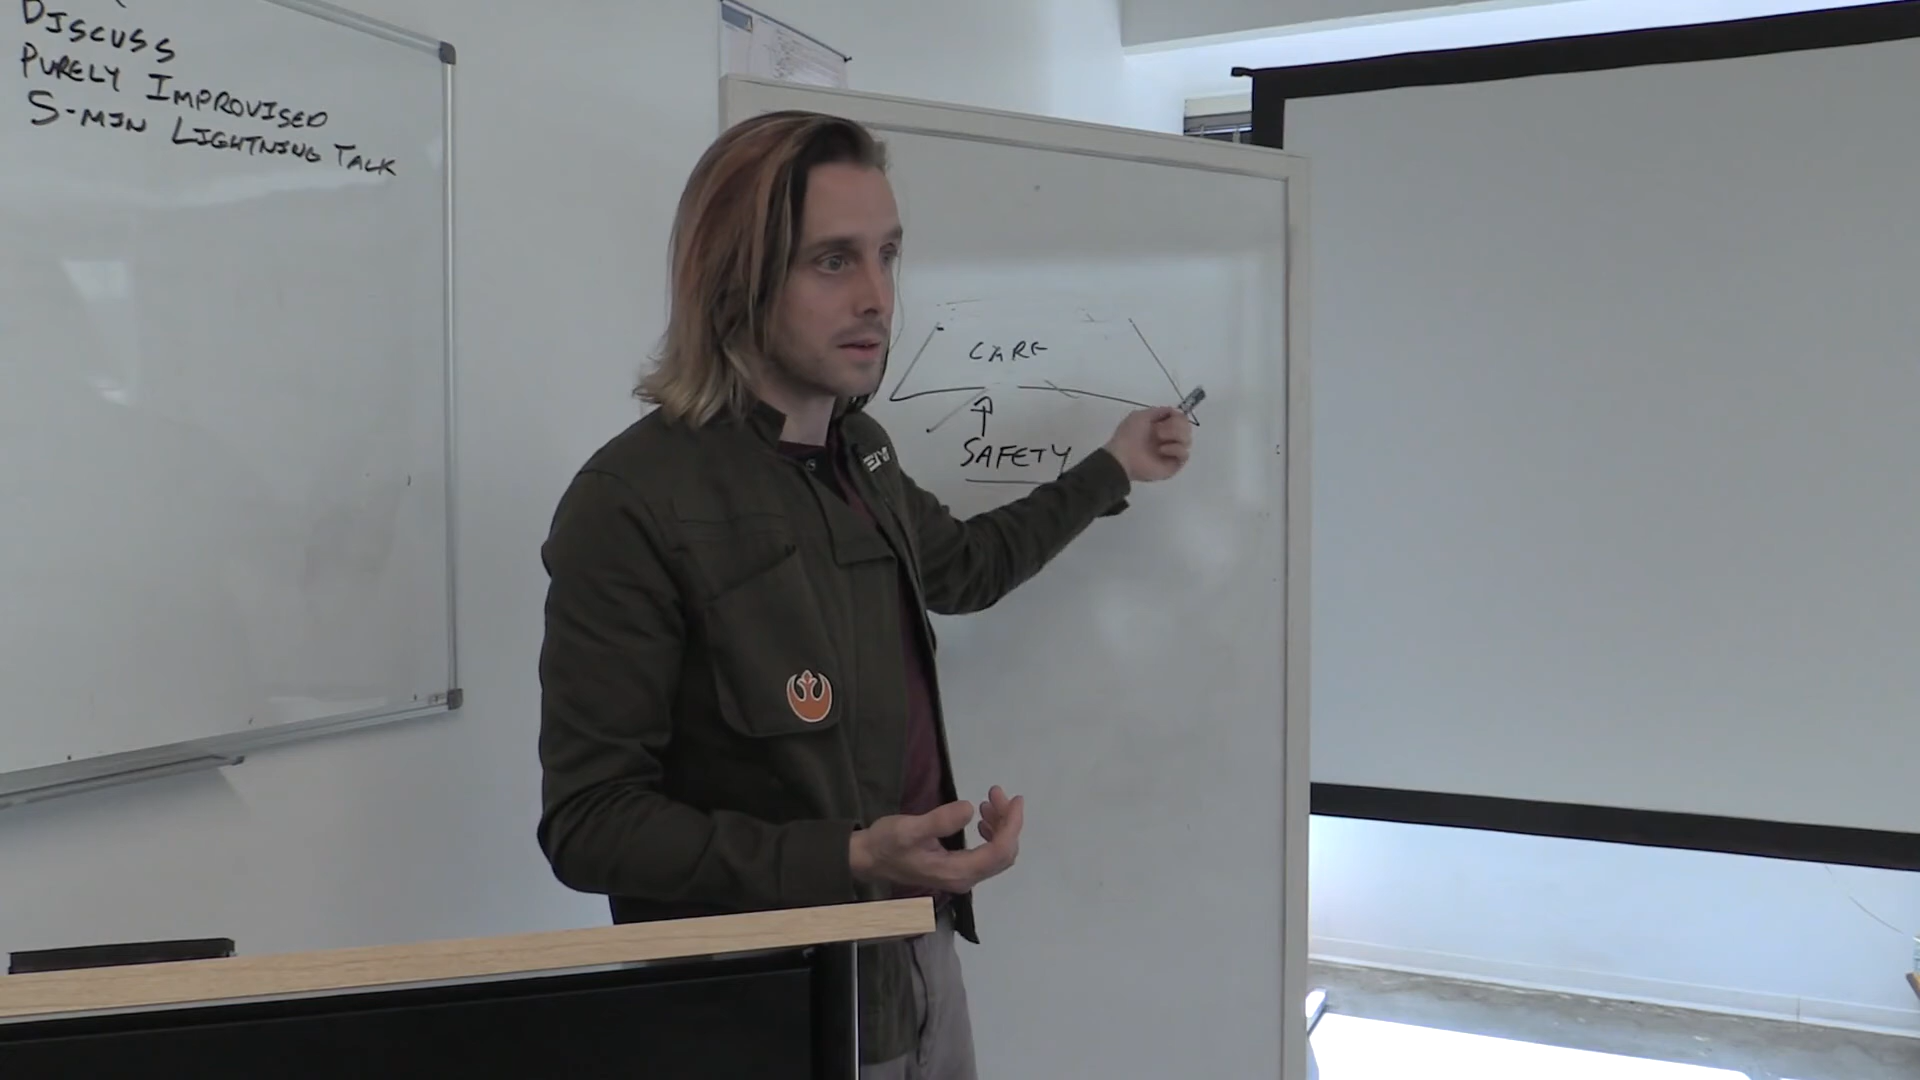 DISCUSS
PURELY IMPROVISED
5-MIN LIGHTNING TALK
CARE
SAFETY